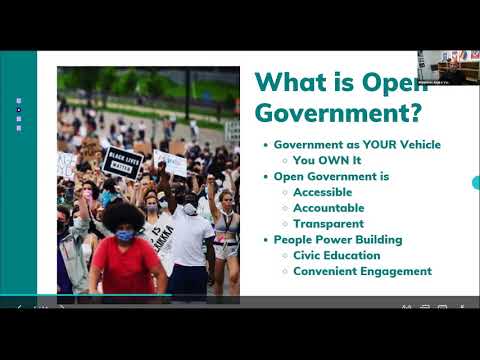 What is Open
Government?
Government as YOUR Vehicle
You OWN It
Open Government is
Accessible
Accountable
Transparent
People Power Building
Civic Education
Convenient Engagement
BLACK LIVES
MATTER